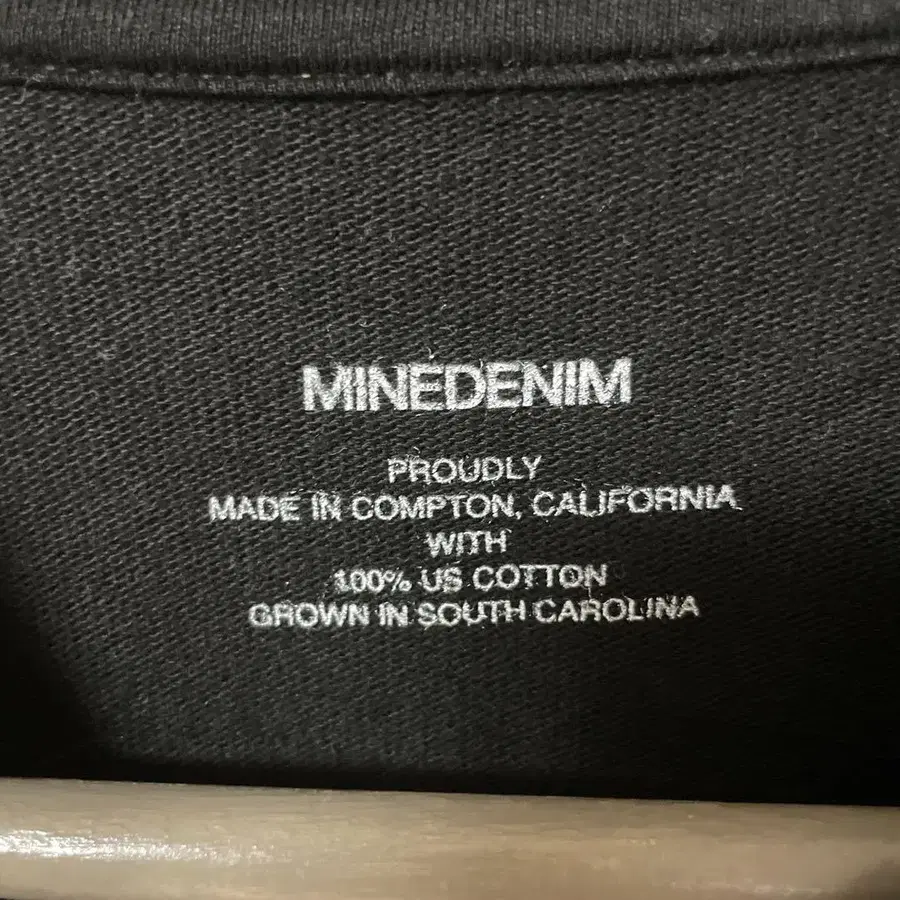 MINEDENIM
PROUDLY
MADE IN COMPTON, CALIFORNIA
WITH
100% US COTTON
GROWN IN SOUTH CAROLINA